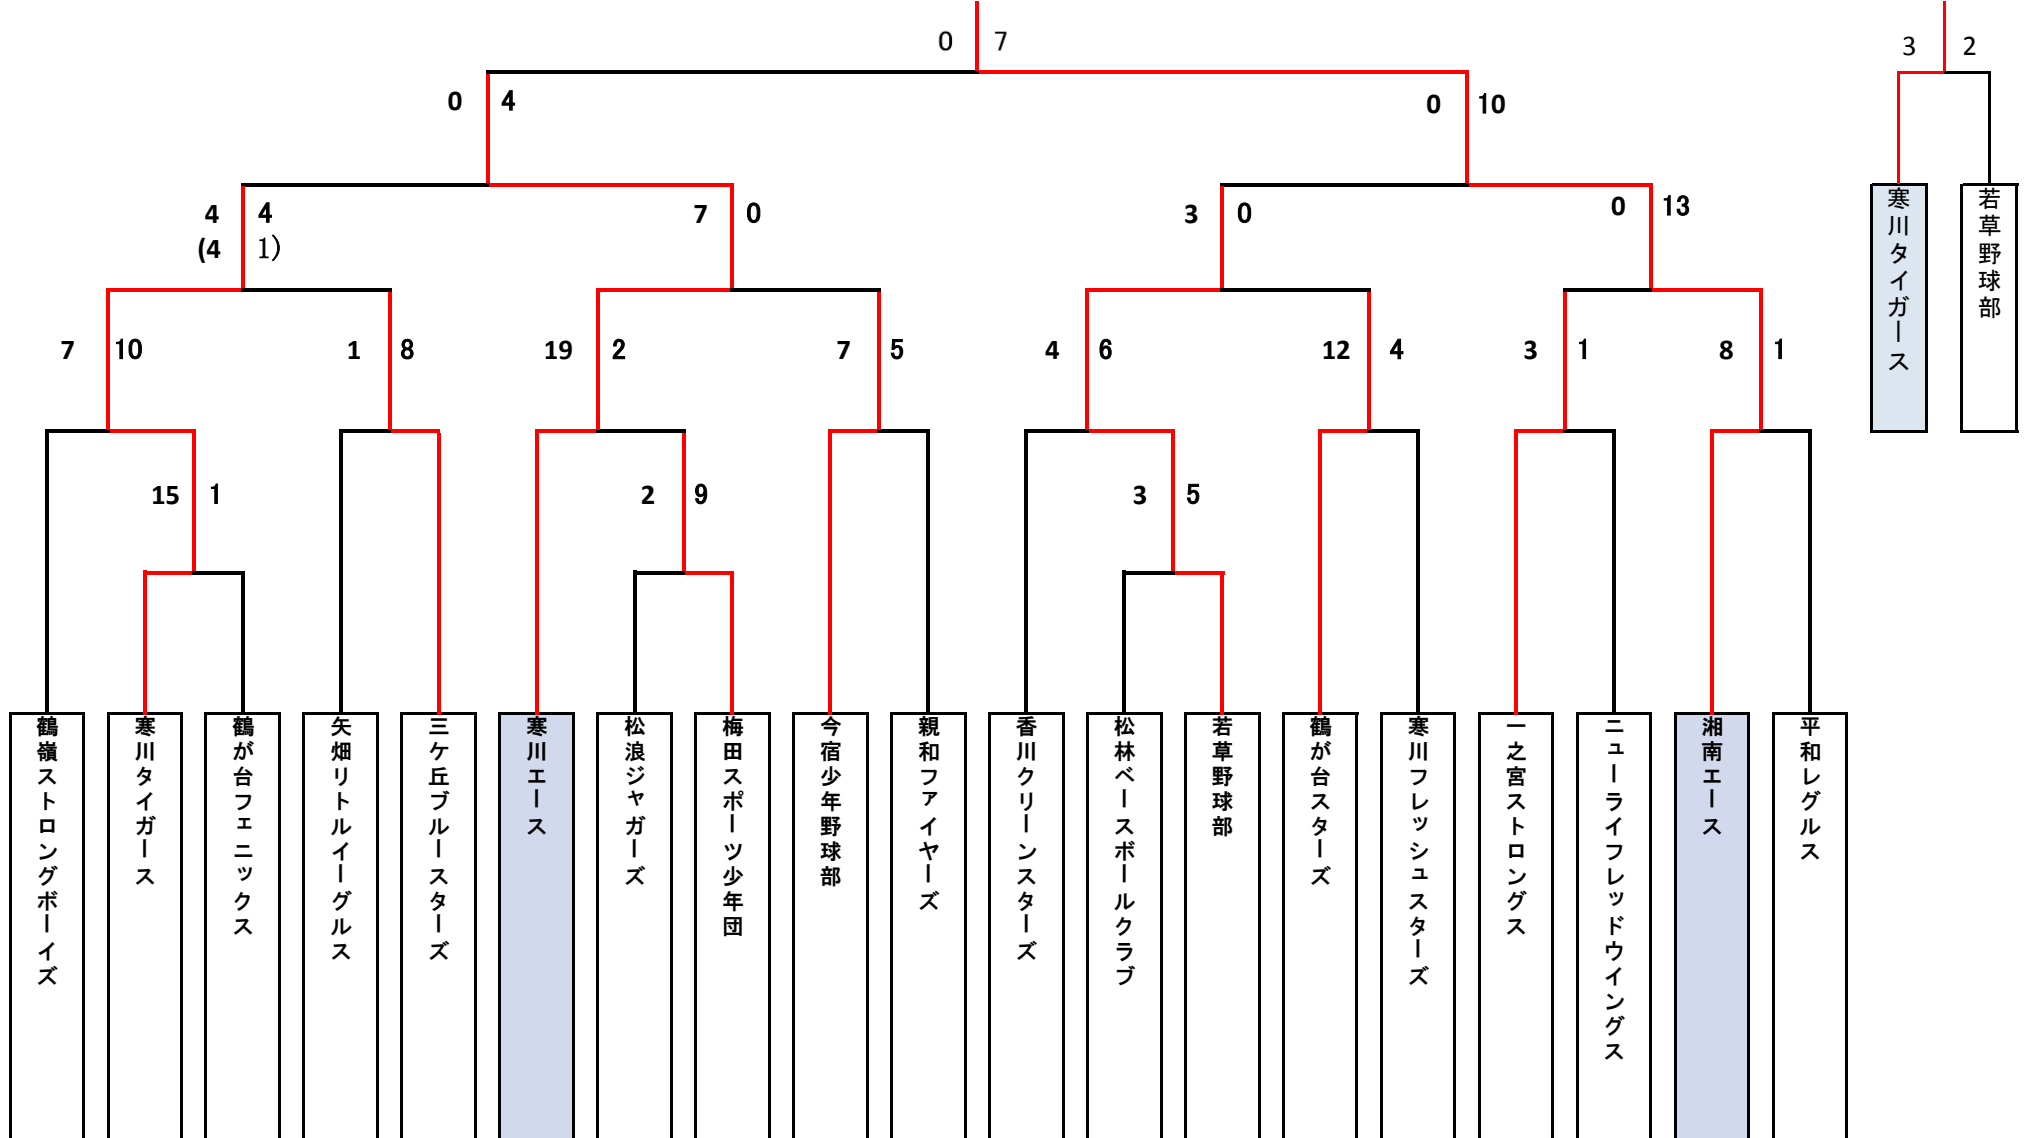 0 7
3 2
0 4
0 10
4 4
(4 1)
7 0
3 0
0 13
寒川タイガース
若草野球部
7 10
1 8
19 2
7 5
4 6
12 4
3 1
8 1
15 1
2 9
3 5
鶴嶺ストロングボーイズ
寒川タイガース
鶴が台フェニックス
矢畑リトルイーグルス
三ケ丘ブルースターズ
寒川エース
松浪ジャガーズ
梅田スポーツ少年団
今宿少年野球部
親和ファイヤーズ
香川クリーンスターズ
松林ベースボールクラブ
若草野球部
鶴が台スターズ
寒川フレッシュスターズ
一之宮ストロングス
ニューライフレッドウイングス
湘南エース
平和レグルス